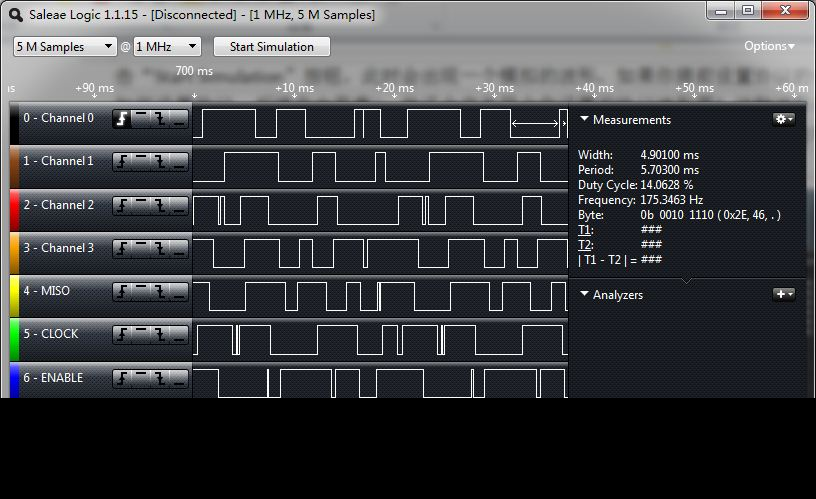 Saleae Logic 1.1.15 - [Disconnected] - [1 MHz, 5 M Samples]
5 M Samples @ 1 MHz Start Simulation Options
700 ms
ms +90 ms +10 ms +20 ms +30 ms +40 ms +50 ms +60 m
0 - Channel 0
1 - Channel 1
2 - Channel 2
3 - Channel 3
4 - MISO
5 - CLOCK
6 - ENABLE
Measurements
Width: 4.90100 ms
Period: 5.70300 ms
Duty Cycle: 14.0628 %
Frequency: 175.3463 Hz
Byte: 0b 0010 1110 ( 0x2E, 46, . )
T1: ###
T2: ###
| T1 - T2 | = ###
Analyzers